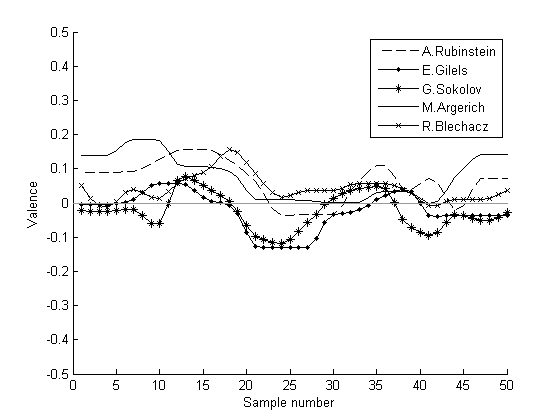 0.5
0.4
0.3
0.2
0.1
0
-0.1
-0.2
-0.3
-0.4
-0.5
Valence
A.Rubinstein
E.Gilels
G.Sokolov
M.Argerich
R.Blechacz
0 5 10 15 20 25 30 35 40 45 50
Sample number